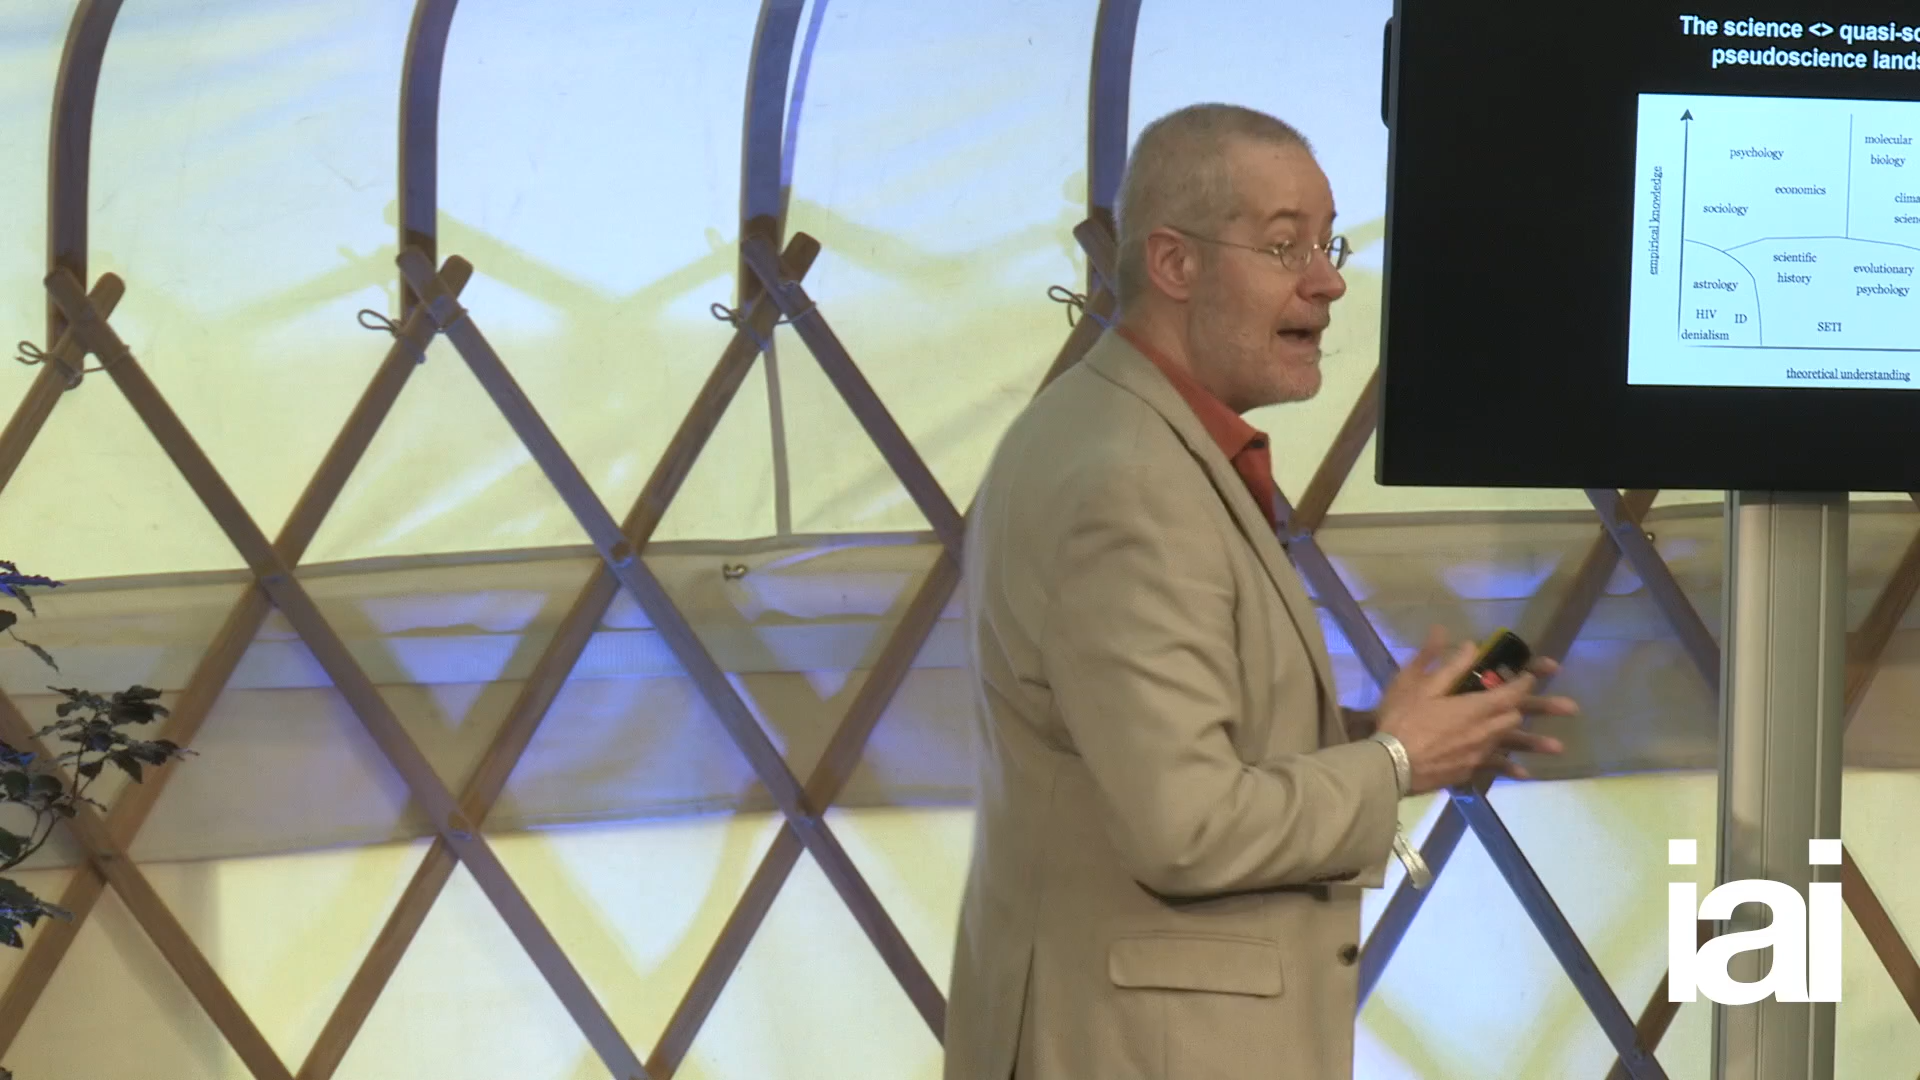 The science <> quasi-sc
pseudoscience lands
molecular
biology
psychology
economics
clima
scien
sociology
empirical knowledge
scientific
history
evolutionary
psychology
astrology
HIV
denialism
ID
SETI
theoretical understanding
iai